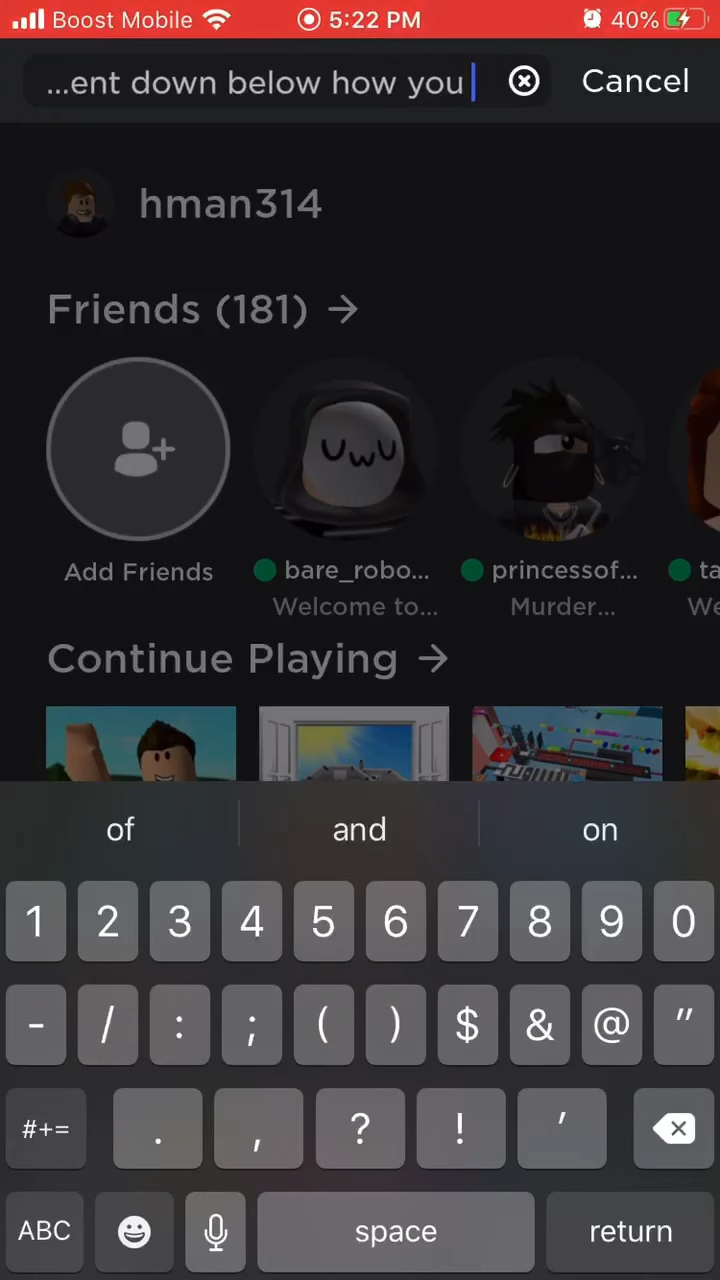 Boost Mobile 5:22 PM 40%
...ent down below how you Cancel
hman314
Friends (181) →
Add Friends bare_robo... princessof... ta
Welcome to... Murder... We
Continue Playing →
of and on
1 2 3 4 5 6 7 8 9 0
- / : ; ( ) $ & @ "
#+= . , ? ! '
ABC space return